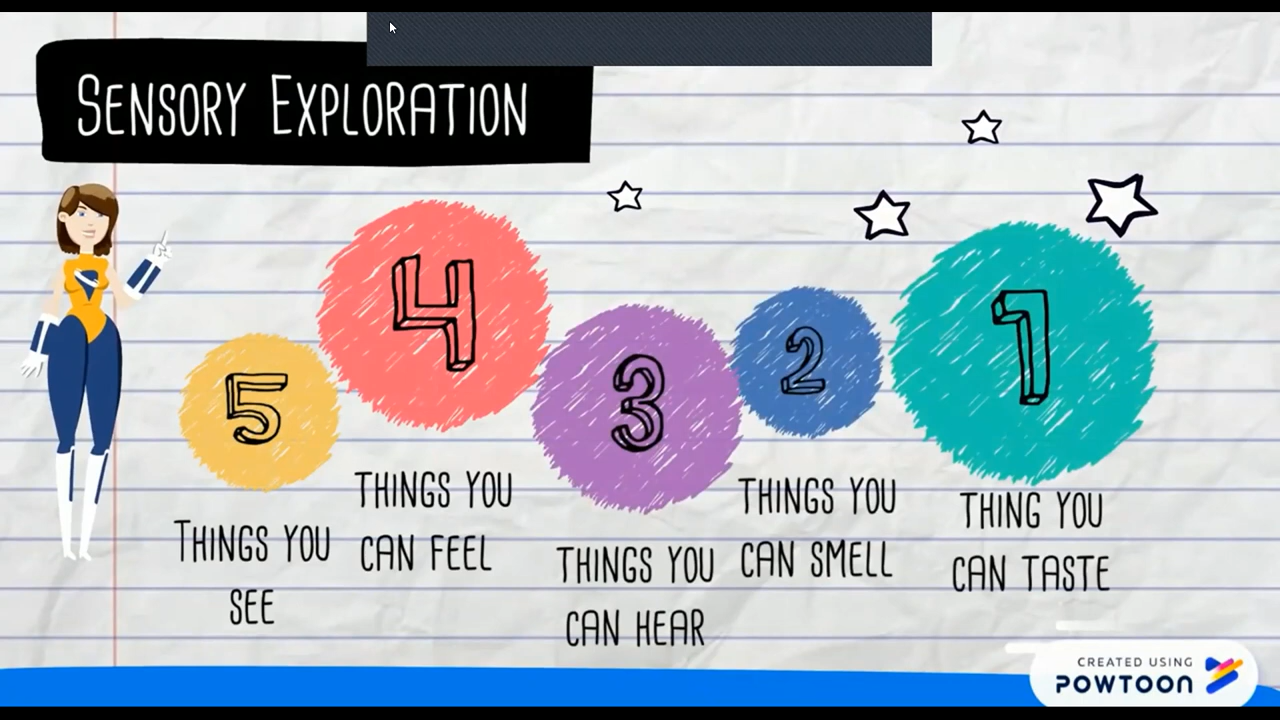 SENSORY EXPLORATION
5
THINGS YOU
SEE
4
THINGS YOU
CAN FEEL
3
THINGS YOU
CAN HEAR
2
THINGS YOU
CAN SMELL
1
THING YOU
CAN TASTE
CREATED USING
POWTOON